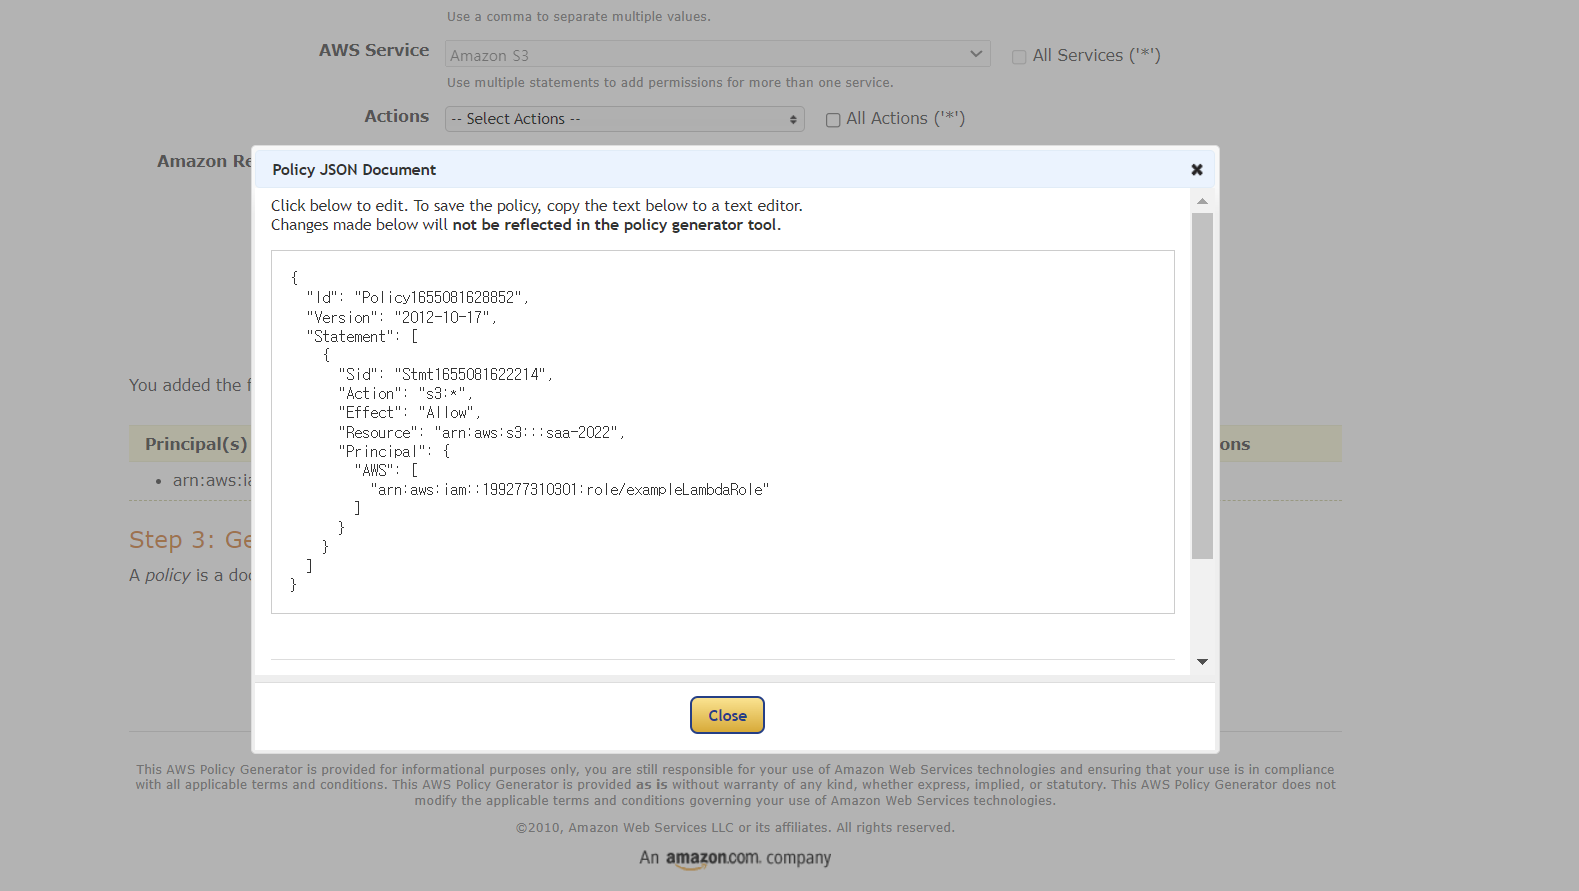 Use a comma to separate multiple values.
AWS Service
Amazon S3
All Services ('*')
Use multiple statements to add permissions for more than one service.
Actions
-- Select Actions --
All Actions ('*')
Amazon Re
Policy JSON Document
Click below to edit. To save the policy, copy the text below to a text editor.
Changes made below will not be reflected in the policy generator tool.
{
  "Id": "Policy1655081628852",
  "Version": "2012-10-17",
  "Statement": [
    {
      "Sid": "Stmt1655081622214",
      "Action": "s3:*",
      "Effect": "Allow",
      "Resource": "arn:aws:s3:::saa-2022",
      "Principal": {
        "AWS": [
          "arn:aws:iam::199277310301:role/exampleLambdaRole"
        ]
      }
    }
  ]
}
Close
You added the f
Principal(s)
ons
• arn:aws:ia
Step 3: Ge
A policy is a doc
This AWS Policy Generator is provided for informational purposes only, you are still responsible for your use of Amazon Web Services technologies and ensuring that your use is in compliance
with all applicable terms and conditions. This AWS Policy Generator is provided as is without warranty of any kind, whether express, implied, or statutory. This AWS Policy Generator does not
modify the applicable terms and conditions governing your use of Amazon Web Services technologies.
©2010, Amazon Web Services LLC or its affiliates. All rights reserved.
An amazon.com. company